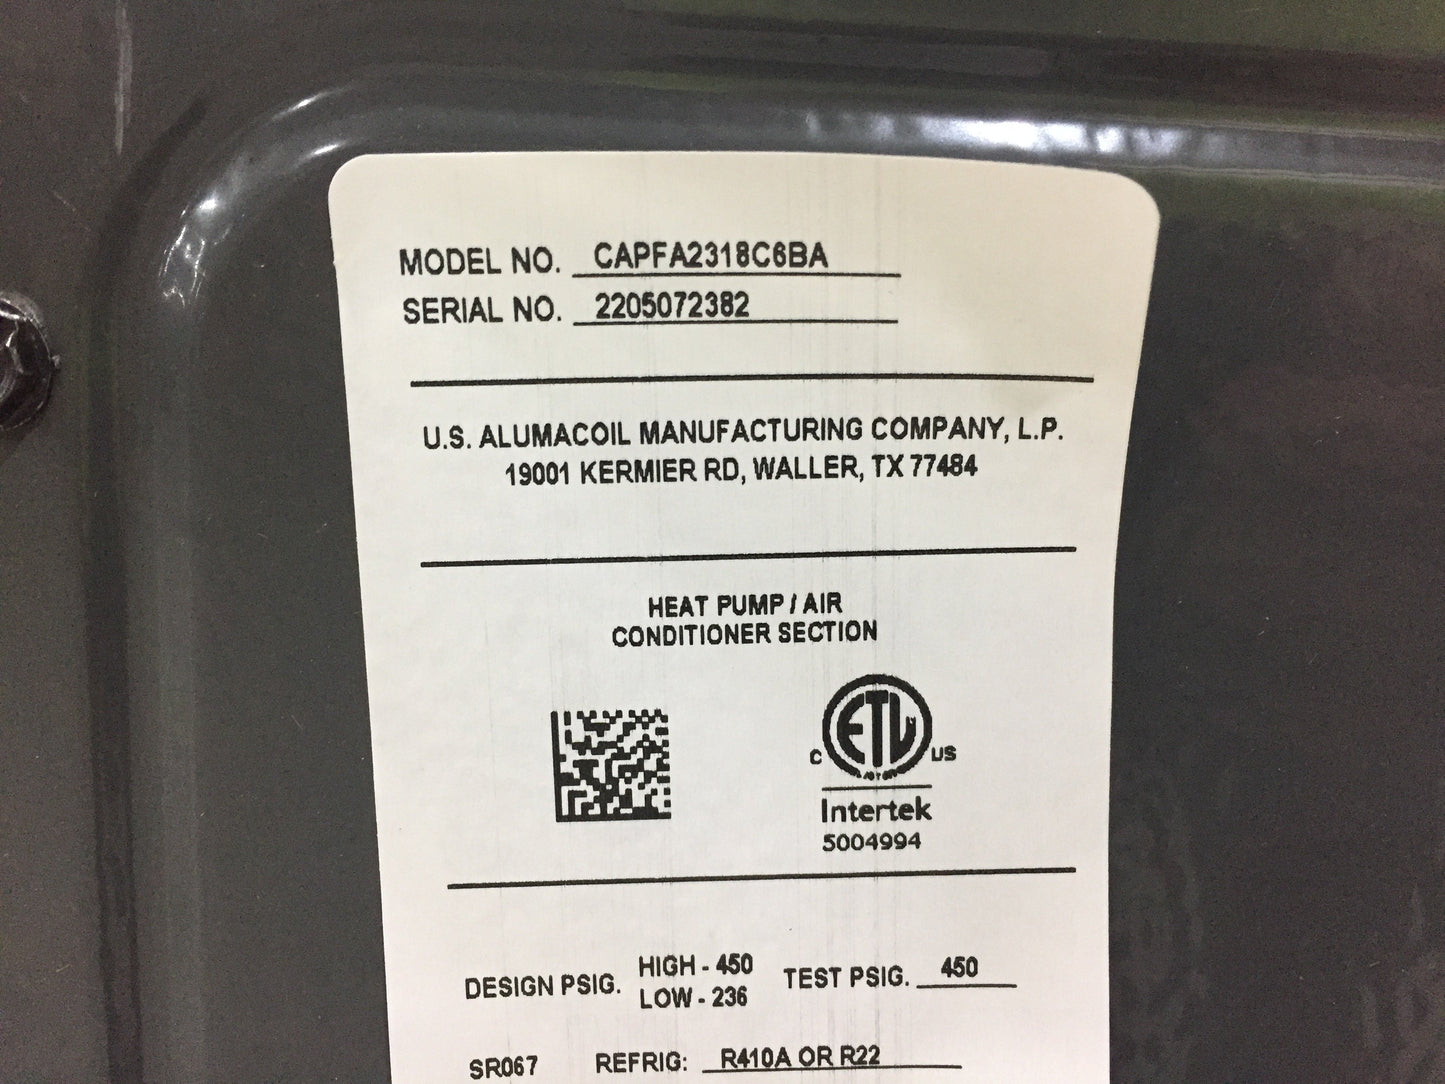 MODEL NO. CAPFA2318C6BA
SERIAL NO. 2205072382
U.S. ALUMACOIL MANUFACTURING COMPANY, L.P.
19001 KERMIER RD, WALLER, TX 77484
HEAT PUMP / AIR
CONDITIONER SECTION
C ETL US
Intertek
5004994
DESIGN PSIG. HIGH - 450 TEST PSIG. 450
LOW - 236
SR067 REFRIG: R410A OR R22